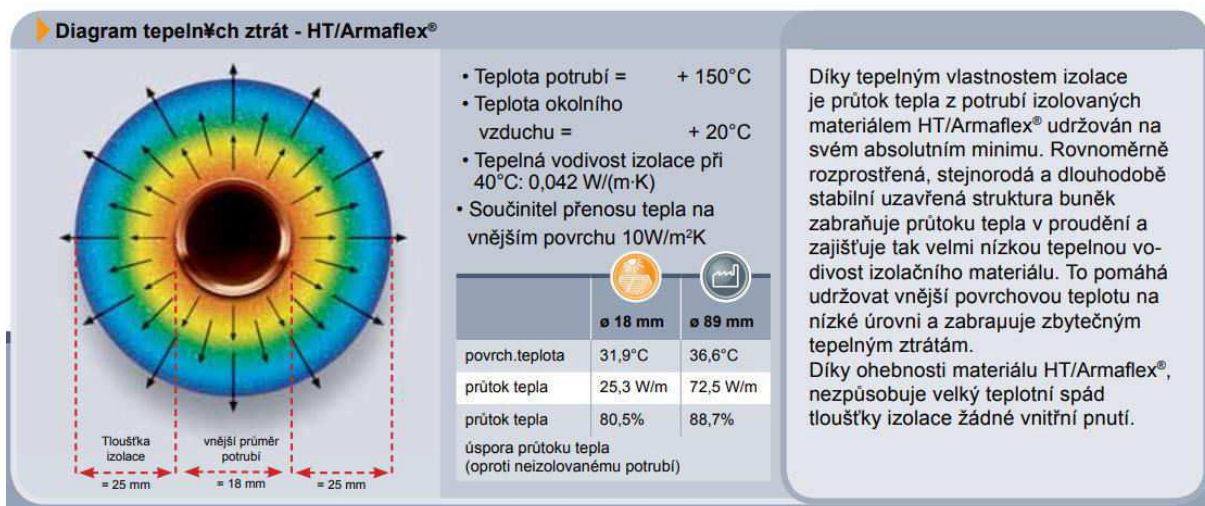 Diagram tepeln¥ch ztrát - HT/Armaflex®
• Teplota potrubí = + 150°C
• Teplota okolního
vzduchu = + 20°C
• Tepelná vodivost izolace při
40°C: 0,042 W/(m·K)
• Součinitel přenosu tepla na
vnějším povrchu 10W/m²K
ø 18 mm ø 89 mm
povrch.teplota 31,9°C 36,6°C
průtok tepla 25,3 W/m 72,5 W/m
průtok tepla 80,5% 88,7%
úspora průtoku tepla
(oproti neizolovanému potrubí)
Tloušťka
izolace
= 25 mm
vnější průměr
potrubí
= 18 mm
= 25 mm
Díky tepelným vlastnostem izolace
je průtok tepla z potrubí izolovaných
materiálem HT/Armaflex® udržován na
svém absolutním minimu. Rovnoměrně
rozprostřená, stejnorodá a dlouhodobě
stabilní uzavřená struktura buněk
zabraňuje průtoku tepla v proudění a
zajišťuje tak velmi nízkou tepelnou vo-
divost izolačního materiálu. To pomáhá
udržovat vnější povrchovou teplotu na
nízké úrovni a zabraµuje zbytečným
tepelným ztrátám.
Díky ohebnosti materiálu HT/Armaflex®,
nezpůsobuje velký teplotní spád
tloušťky izolace žádné vnitřní pnutí.